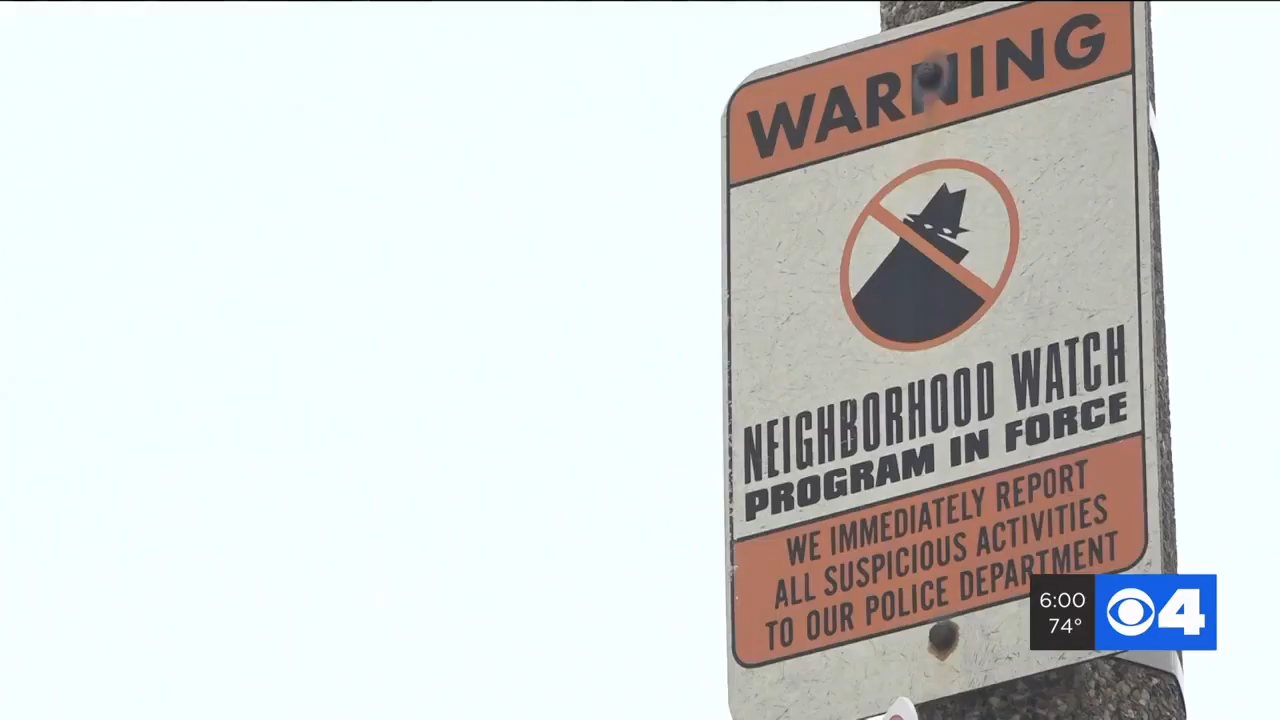 WARNING
NEIGHBORHOOD WATCH
PROGRAM IN FORCE
WE IMMEDIATELY REPORT
ALL SUSPICIOUS ACTIVITIES
TO OUR POLICE DEPARTMENT
6:00
74°
4